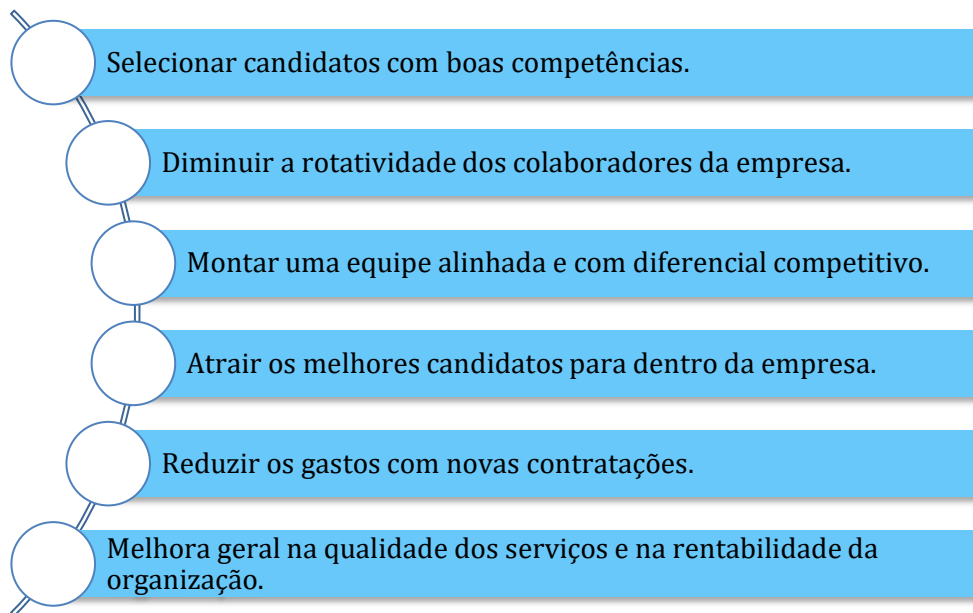 Selecionar candidatos com boas competências.
Diminuir a rotatividade dos colaboradores da empresa.
Montar uma equipe alinhada e com diferencial competitivo.
Atrair os melhores candidatos para dentro da empresa.
Reduzir os gastos com novas contratações.
Melhora geral na qualidade dos serviços e na rentabilidade da
organização.